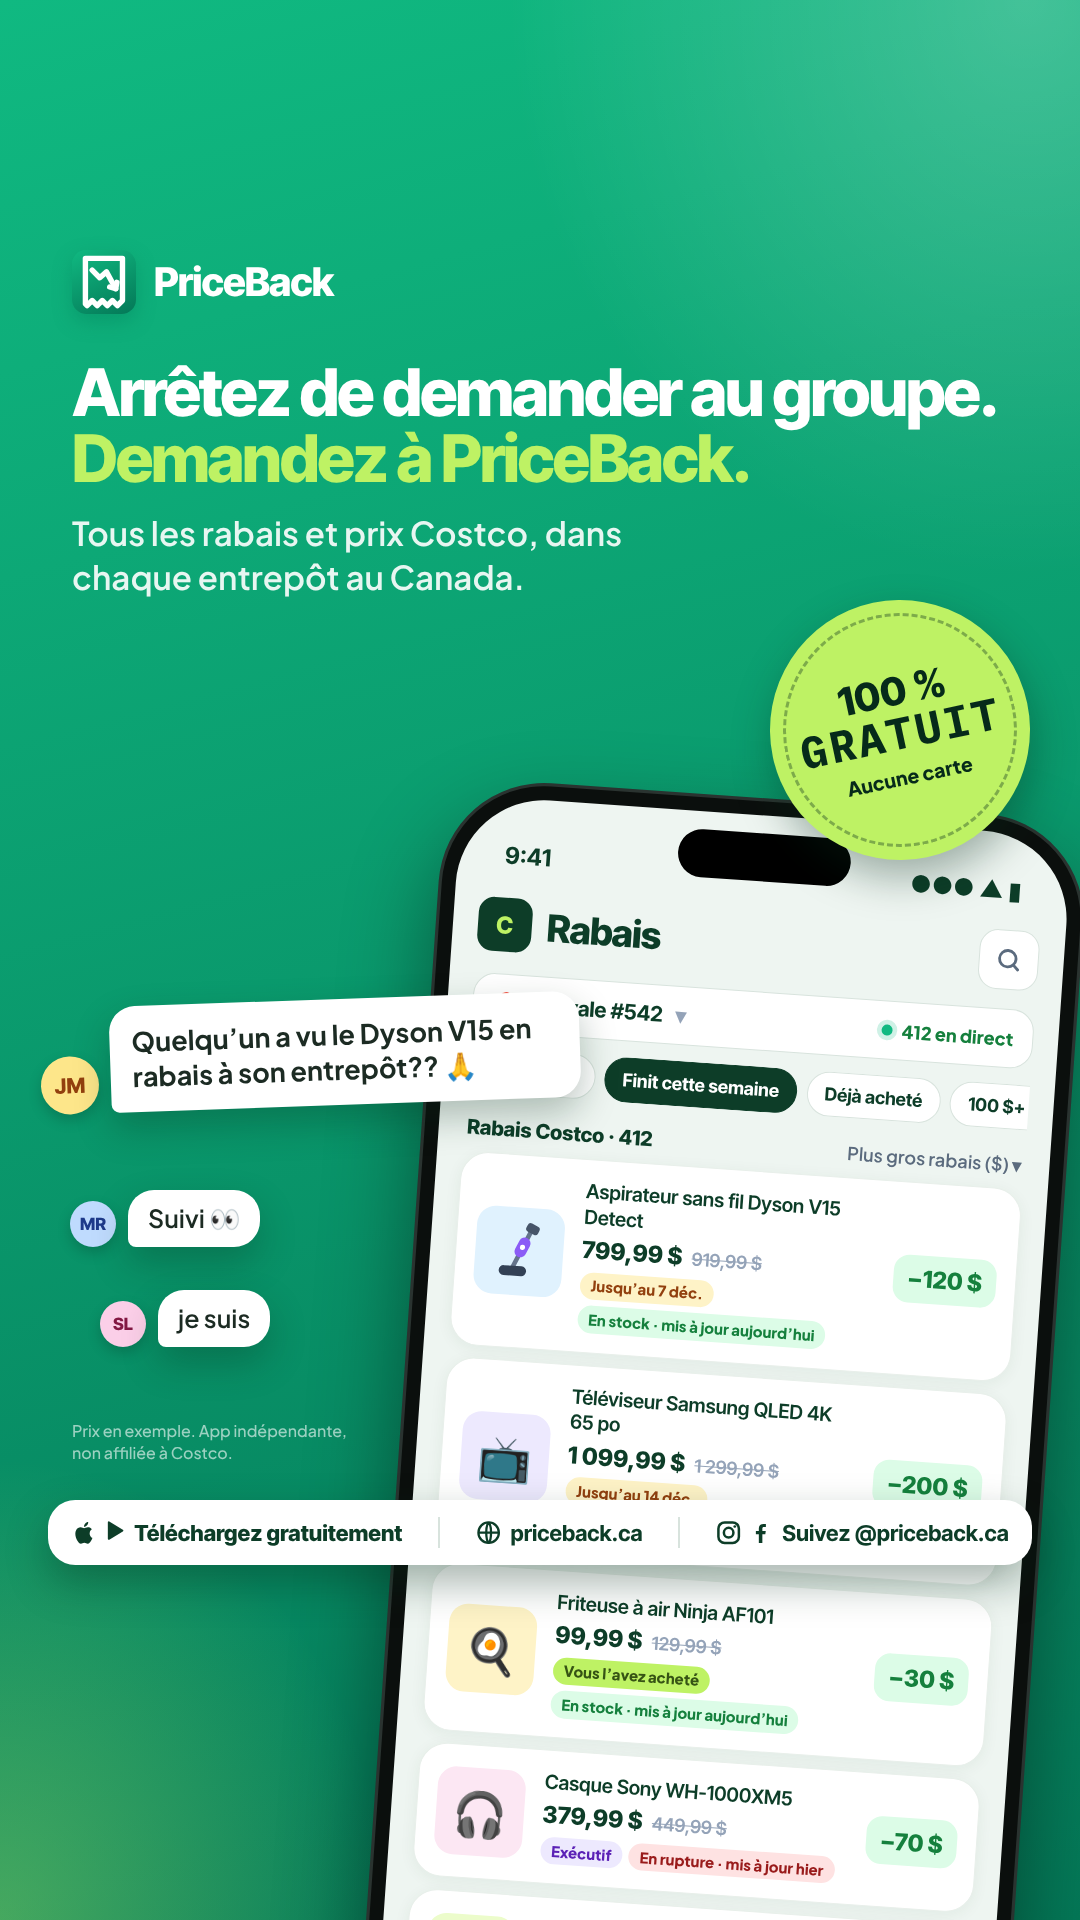 PriceBack
Arrêtez de demander au groupe.
Demandez à PriceBack.
Tous les rabais et prix Costco, dans
chaque entrepôt au Canada.
100 %
GRATUIT
Aucune carte
9:41
C
Rabais
#542 ▼
412 en direct
Quelqu’un a vu le Dyson V15 en
rabais à son entrepôt?? 🙏
JM
Finit cette semaine
Déjà acheté
100 $+
Rabais Costco · 412
Plus gros rabais ($) ▾
MR
Suivi 👀
SL
je suis
Aspirateur sans fil Dyson V15
Detect
799,99 $ 919,99 $
−120 $
Jusqu’au 7 déc.
En stock · mis à jour aujourd’hui
Téléviseur Samsung QLED 4K
65 po
1 099,99 $ 1 299,99 $
−200 $
Jusqu’au 14 déc.
Prix en exemple. App indépendante,
non affiliée à Costco.
Téléchargez gratuitement
priceback.ca
Suivez @priceback.ca
Friteuse à air Ninja AF101
99,99 $ 129,99 $
−30 $
Vous l’avez acheté
En stock · mis à jour aujourd’hui
Casque Sony WH-1000XM5
379,99 $ 449,99 $
−70 $
Exécutif
En rupture · mis à jour hier